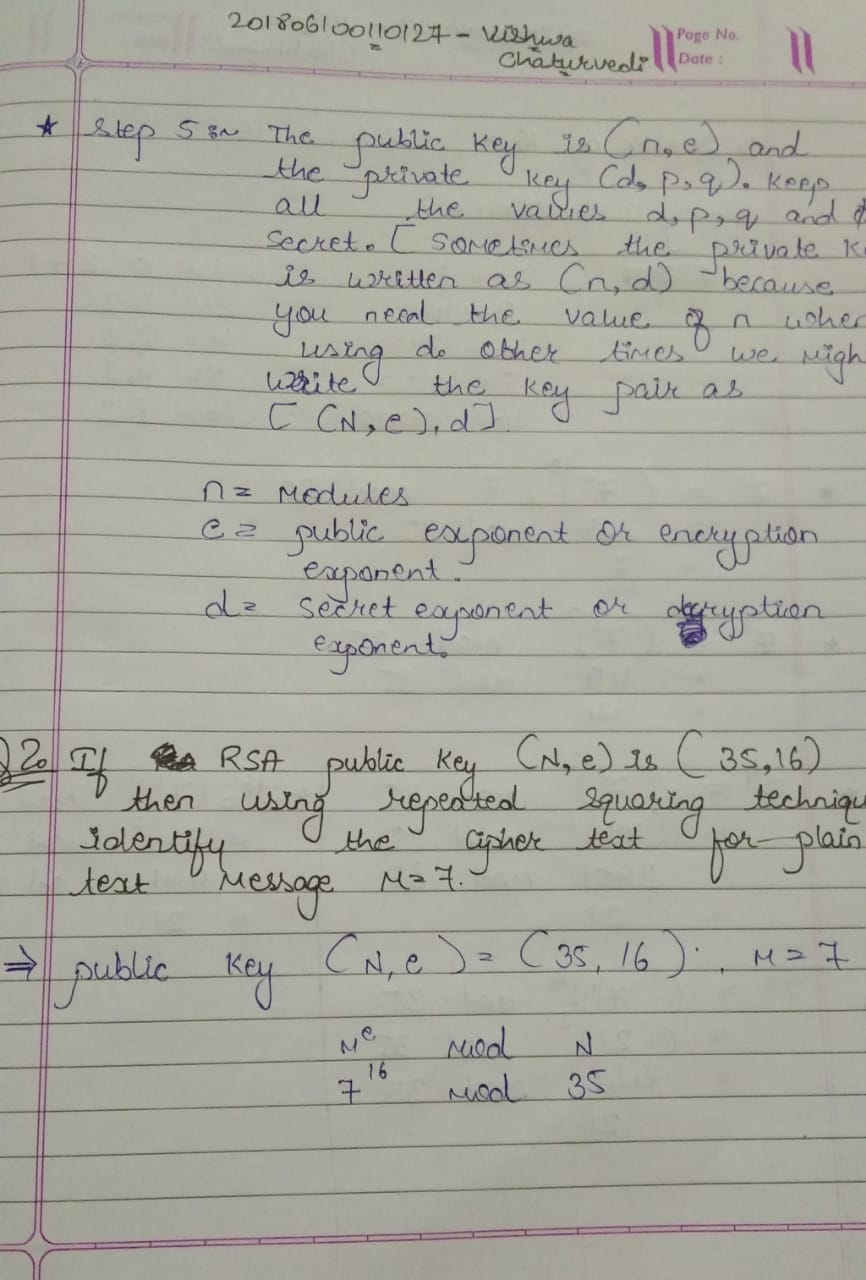 201806100110127 - Vishwa
Chaturvedi
Page No.
Date :
* Step 5 :~ The public key is (n, e) and
the private key (d, p, q). Keep
all the values d, p, q and
secret. [ Sometimes the private K
is written as (n, d) because
you need the value of n when
using d. Other times we migh
write the key pair as
[ (N, e), d].
n = Modules
e = public exponent or encryption
exponent.
d = secret exponent or decryption
exponent.
Q2. If RSA public key (N, e) is (35,16)
then using repeated squaring techniqu
identify the cipher text for plain
text Message M = 7.
⇒ public key (N, e) = (35, 16) . M = 7
M^e mod N
7^16 mod 35